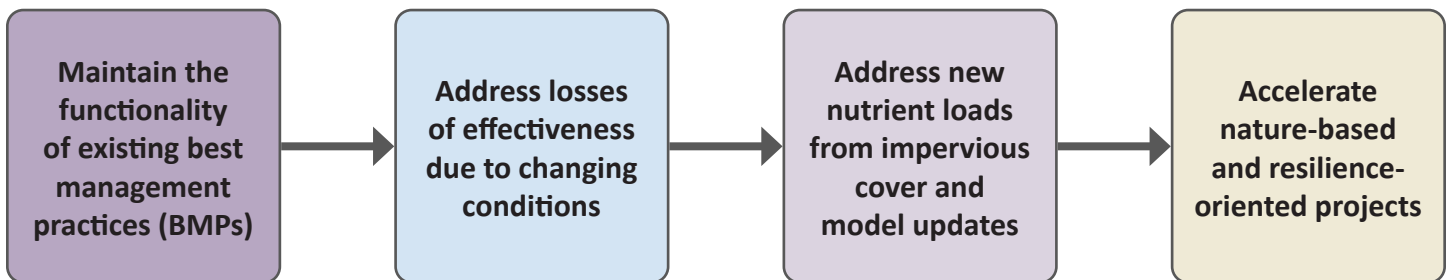 Maintain the
functionality
of existing best
management
practices (BMPs)
Address losses
of effectiveness
due to changing
conditions
Address new
nutrient loads
from impervious
cover and
model updates
Accelerate
nature-based
and resilience-
oriented projects